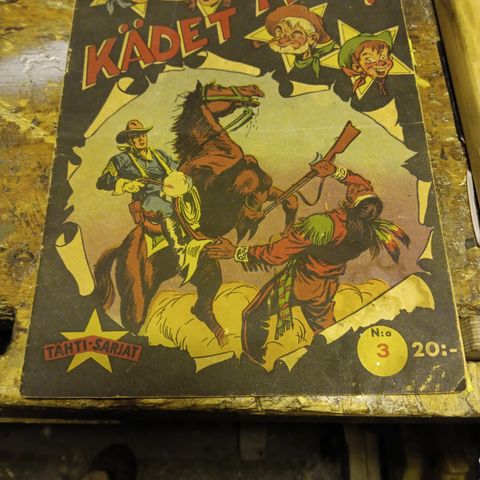 KÄDET
TÄHTI-SARJAT
N:o
3
20:-